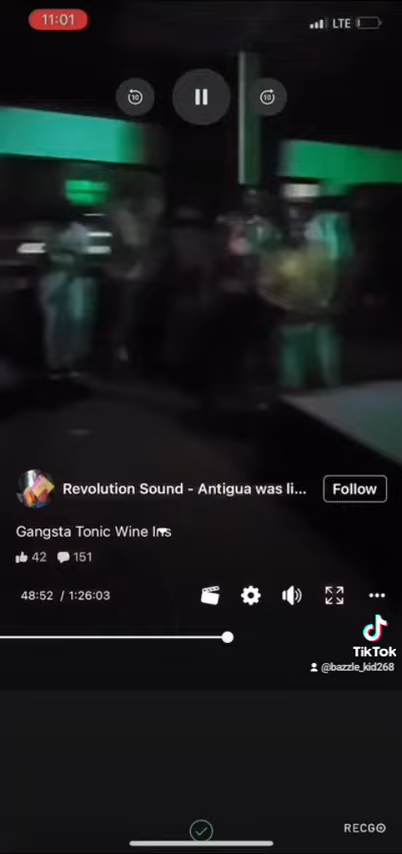 11:01
LTE
10
10
Revolution Sound - Antigua was li...
Follow
Gangsta Tonic Wine Ins
42
151
48:52 / 1:26:03
TikTok
@bazzle_kid268
RECGO